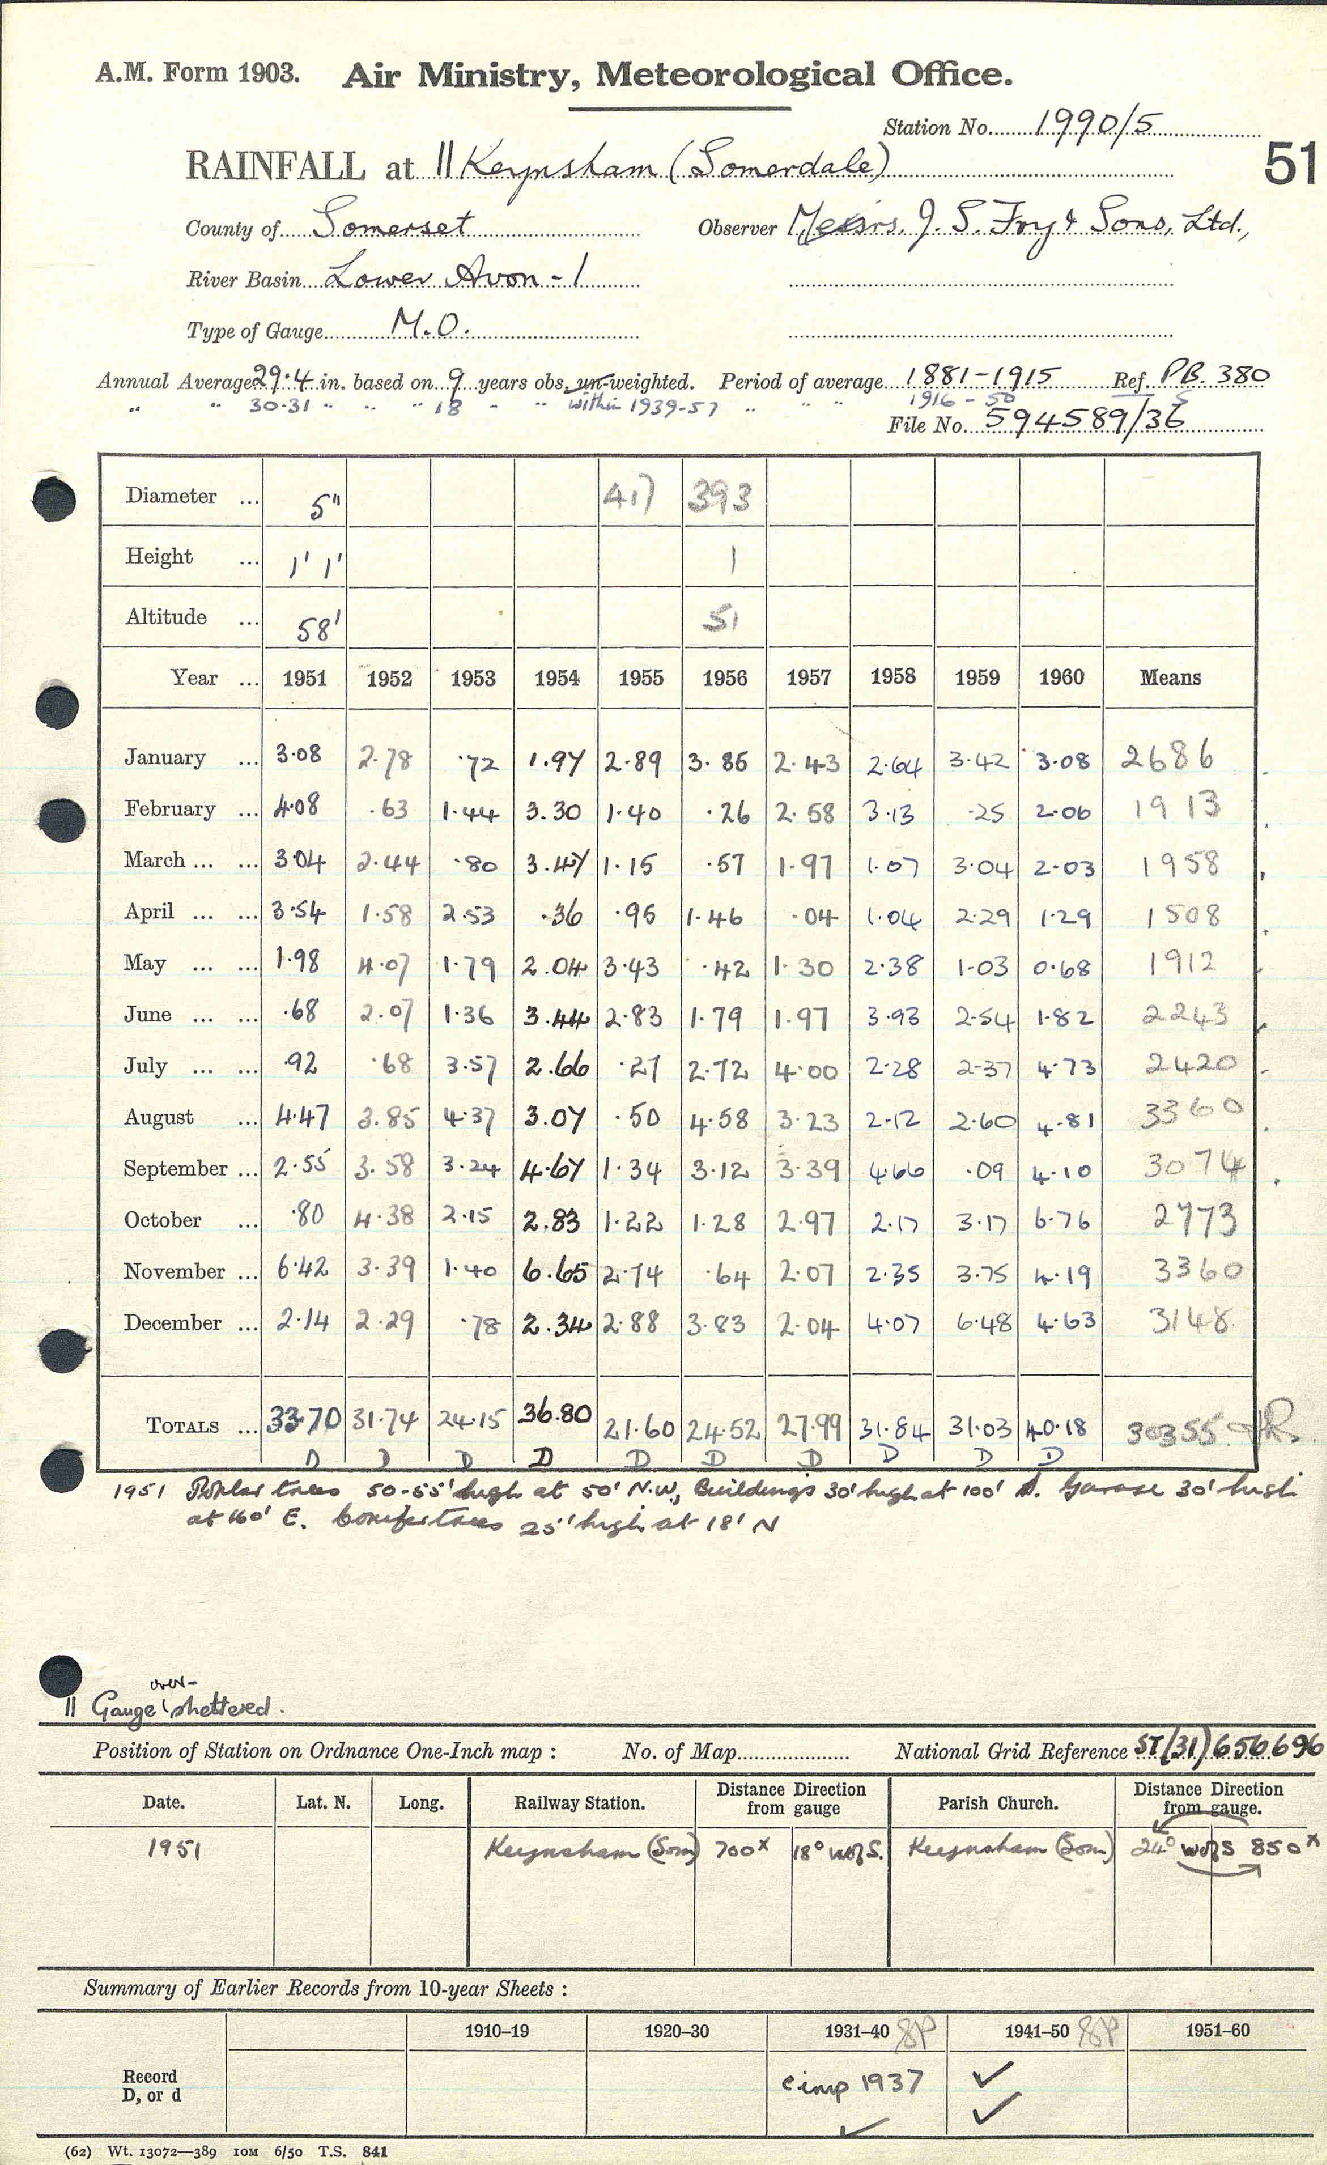 A.M. Form 1903. Air Ministry, Meteorological Office.
Station No. 1990/5
51
RAINFALL at || Keynsham (Somerdale)
County of Somerset Observer Messrs. J. S. Fry & Sons, Ltd.,
River Basin Lower Avon - 1
Type of Gauge M.O.
Annual Average 29.4 in. based on 9 years obs. un-weighted. Period of average 1881-1915 Ref. PB. 380
" " 30.31 " " " 18 " " within 1939-57 " " " 1916-50 5
File No. 594589/36
Diameter ... 5" 417 393
Height ... 1' 1' 1
Altitude ... 58' 51
Year ... 1951 1952 1953 1954 1955 1956 1957 1958 1959 1960 Means
January ... 3.08 2.78 .72 1.97 2.89 3.85 2.43 2.64 3.42 3.08 2686
February ... 4.08 .63 1.44 3.30 1.40 .26 2.58 3.13 .25 2.06 1913
March ... ... 3.04 2.44 .80 3.47 1.15 .57 1.97 1.07 3.04 2.03 1958
April ... ... 3.54 1.58 2.53 .36 .95 1.46 .04 1.04 2.29 1.29 1508
May ... ... 1.98 4.07 1.79 2.04 3.43 .42 1.30 2.38 1.03 0.68 1912
June ... ... .68 2.07 1.36 3.44 2.83 1.79 1.97 3.93 2.54 1.82 2243
July ... ... .92 .68 3.57 2.66 .27 2.72 4.00 2.28 2.37 4.73 2420
August ... 4.47 3.85 4.37 3.07 .50 4.58 3.23 2.12 2.60 4.81 3360
September ... 2.55 3.58 3.24 4.67 1.34 3.12 3.39 4.66 .09 4.10 3074
October ... .80 4.38 2.15 2.83 1.22 1.28 2.97 2.17 3.17 6.76 2773
November ... 6.42 3.39 1.40 6.65 2.74 .64 2.07 2.35 3.75 4.19 3360
December ... 2.14 2.29 .78 2.34 2.88 3.83 2.04 4.07 6.48 4.63 3148
TOTALS ... 33.70 31.74 24.15 36.80 21.60 24.52 27.99 31.84 31.03 40.18 30355
D D D D D D D D D D
1951 Poplar trees 50-55' high at 50' N.W., Buildings 30' high at 100' S. Garage 30' high
at 160' E. Conifer trees 25' high at 18' N
|| Gauge over-sheltered.
Position of Station on Ordnance One-Inch map : No. of Map National Grid Reference ST(31)656696
Date. Lat. N. Long. Railway Station. Distance Direction from gauge Parish Church. Distance Direction from gauge.
1951 Keynsham (Som) 700x 18° W of S. Keynsham (Som) 24° W of S 850x
Summary of Earlier Records from 10-year Sheets :
1910–19 1920–30 1931–40 SP 1941–50 SP 1951–60
Record
D, or d
cimp 1937 ✓
✓ ✓
(62) Wt. 13072—389 10M 6/50 T.S. 841